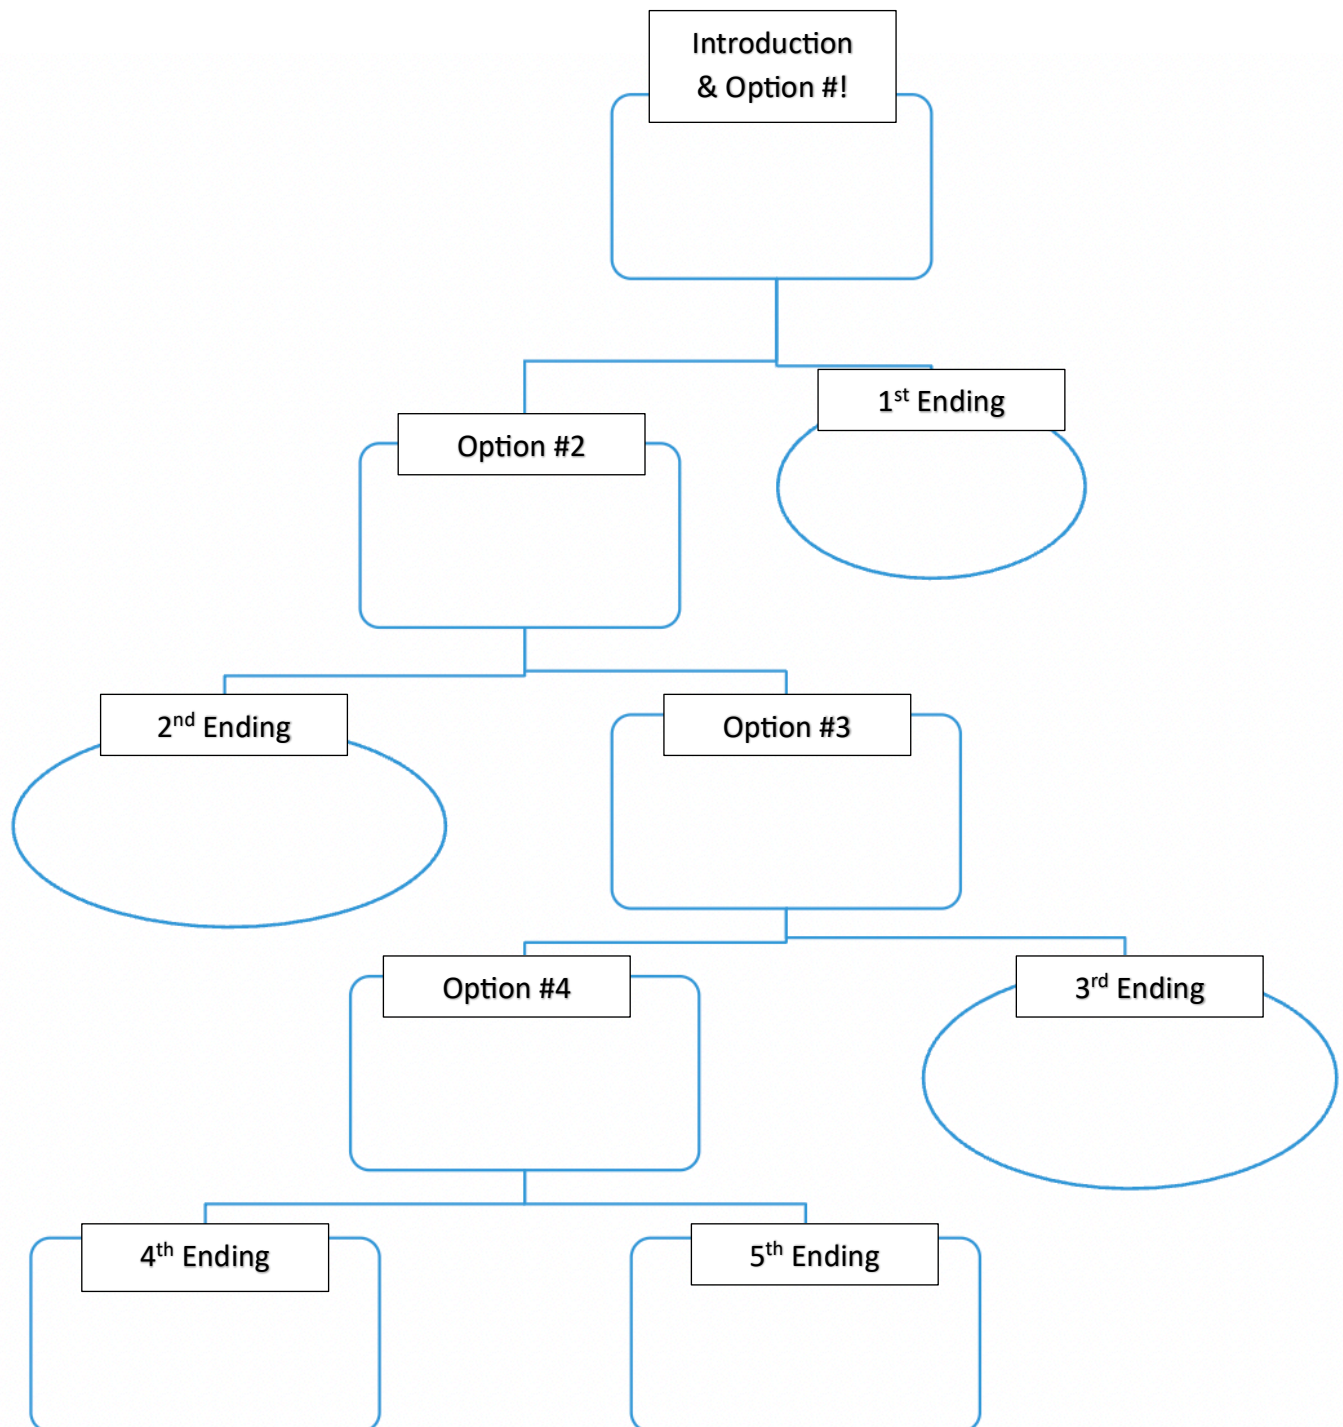 Introduction
& Option #!
1st Ending
Option #2
2nd Ending
Option #3
Option #4
3rd Ending
4th Ending
5th Ending